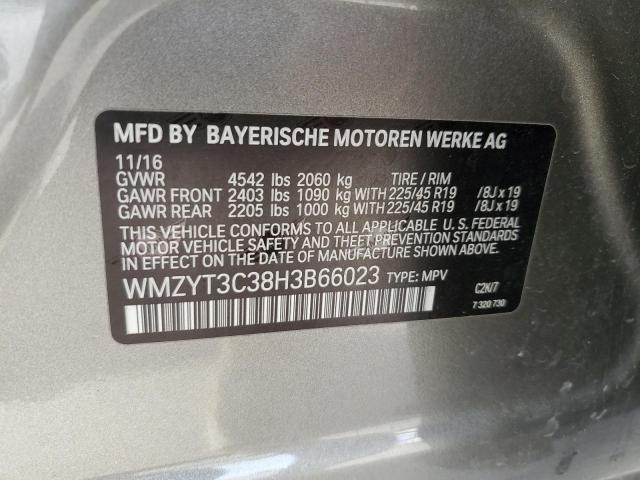 MFD BY BAYERISCHE MOTOREN WERKE AG
11/16
GVWR 4542 lbs 2060 kg TIRE / RIM
GAWR FRONT 2403 lbs 1090 kg WITH 225/45 R19 /8J x 19
GAWR REAR 2205 lbs 1000 kg WITH 225/45 R19 /8J x 19
THIS VEHICLE CONFORMS TO ALL APPLICABLE U. S. FEDERAL
MOTOR VEHICLE SAFETY AND THEFT PREVENTION STANDARDS
IN EFFECT ON THE DATE OF MANUFACTURE SHOWN ABOVE.
WMZYT3C38H3B66023 TYPE: MPV
C2K/7
7 320 730